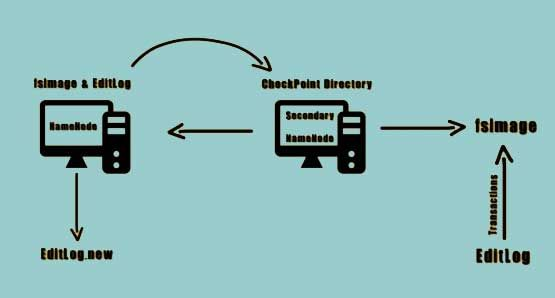 fsImage & EditLog
CheckPoint Directory
NameNode
Secondary
NameNode
fsImage
Transactions
EditLog.new
EditLog